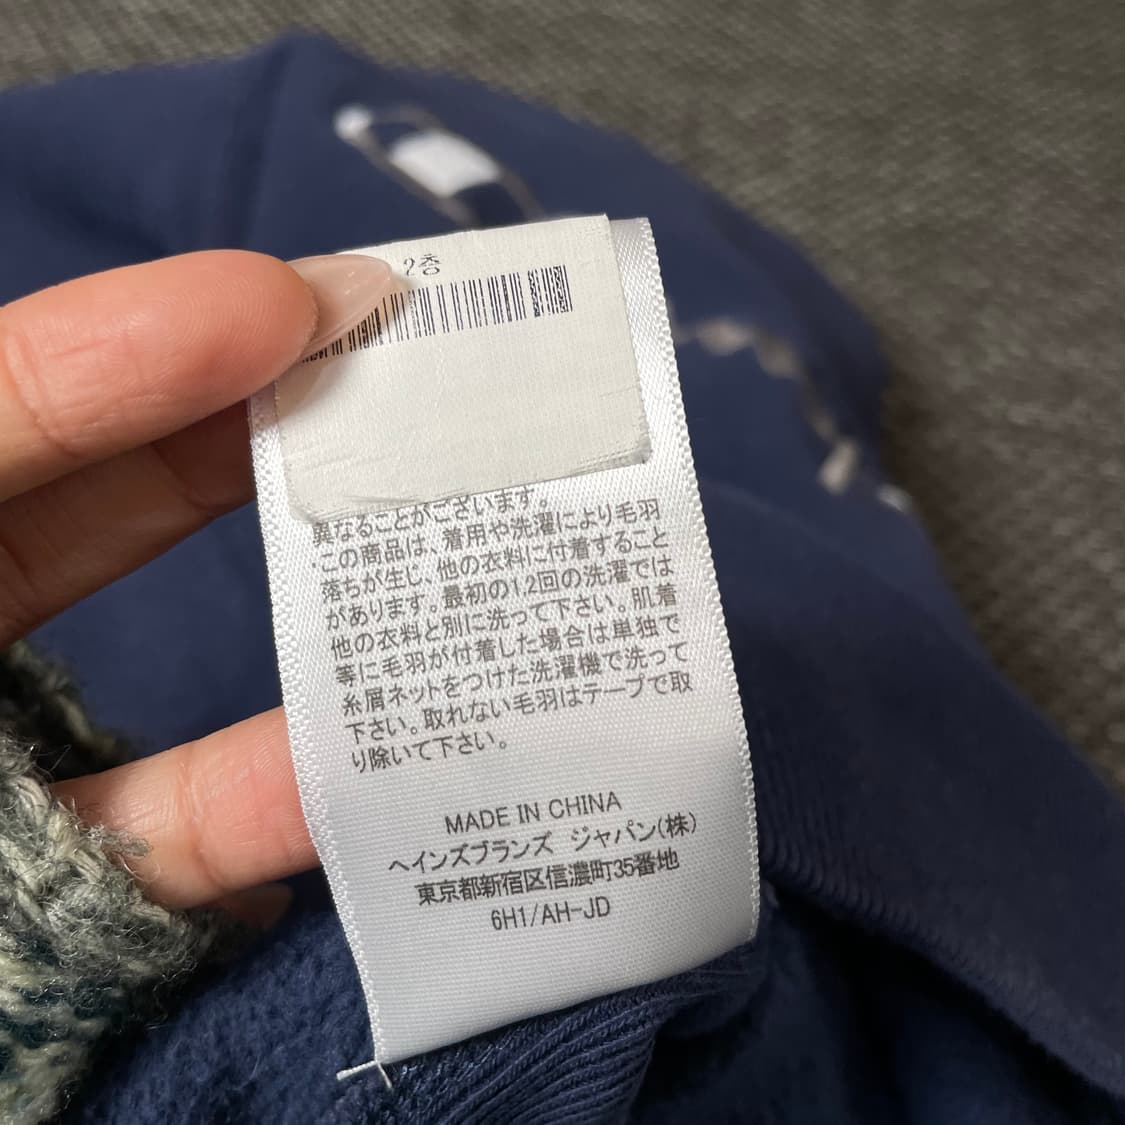 2층
異なることがございます。
・この商品は、着用や洗濯により毛羽
落ちが生じ、他の衣料に付着すること
があります。最初の1,2回の洗濯では
他の衣料と別に洗って下さい。肌着
等に毛羽が付着した場合は単独で
糸屑ネットをつけた洗濯機で洗って
下さい。取れない毛羽はテープで取
り除いて下さい。
MADE IN CHINA
ヘインズブランズ ジャパン(株)
東京都新宿区信濃町35番地
6H1/AH-JD